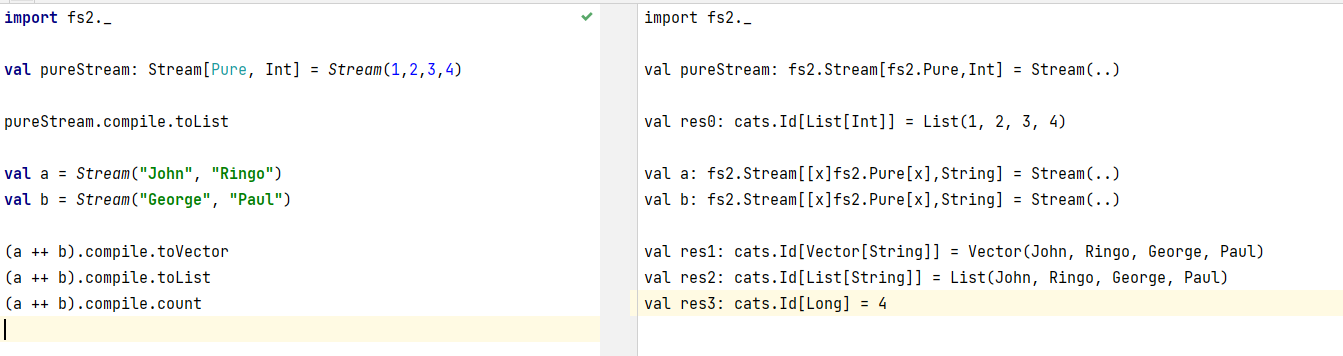 import fs2._
val pureStream: Stream[Pure, Int] = Stream(1,2,3,4)
pureStream.compile.toList
val a = Stream("John", "Ringo")
val b = Stream("George", "Paul")
(a ++ b).compile.toVector
(a ++ b).compile.toList
(a ++ b).compile.count
import fs2._
val pureStream: fs2.Stream[fs2.Pure,Int] = Stream(..)
val res0: cats.Id[List[Int]] = List(1, 2, 3, 4)
val a: fs2.Stream[[x]fs2.Pure[x],String] = Stream(..)
val b: fs2.Stream[[x]fs2.Pure[x],String] = Stream(..)
val res1: cats.Id[Vector[String]] = Vector(John, Ringo, George, Paul)
val res2: cats.Id[List[String]] = List(John, Ringo, George, Paul)
val res3: cats.Id[Long] = 4